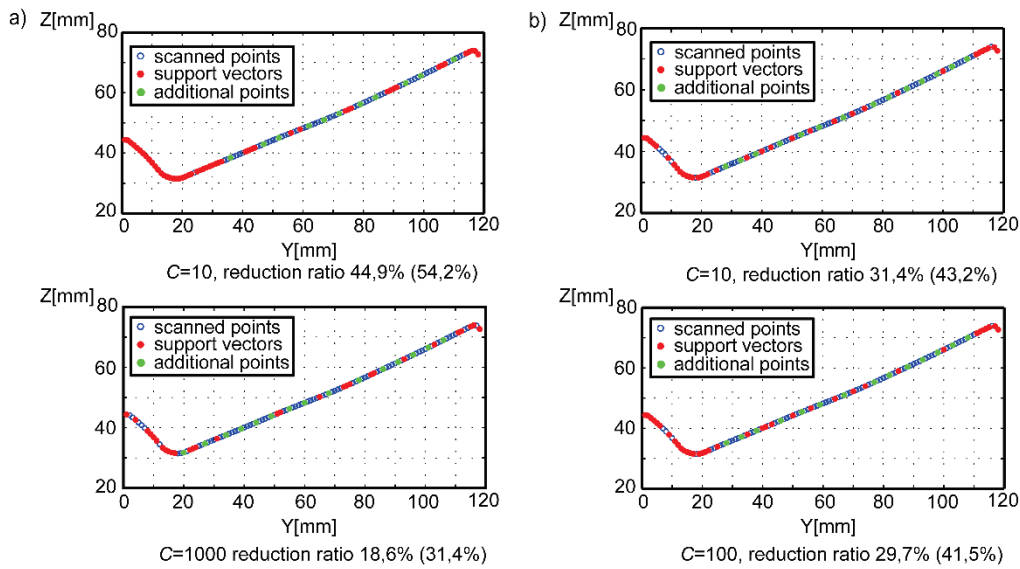 a)
Z[mm]
80
60
40
20
scanned points
support vectors
additional points
0 20 40 60 80 100 120
Y[mm]
C=10, reduction ratio 44,9% (54,2%)
b)
Z[mm]
80
60
40
20
scanned points
support vectors
additional points
0 20 40 60 80 100 120
Y[mm]
C=10, reduction ratio 31,4% (43,2%)
Z[mm]
80
60
40
20
scanned points
support vectors
additional points
0 20 40 60 80 100 120
Y[mm]
C=1000 reduction ratio 18,6% (31,4%)
Z[mm]
80
60
40
20
scanned points
support vectors
additional points
0 20 40 60 80 100 120
Y[mm]
C=100, reduction ratio 29,7% (41,5%)